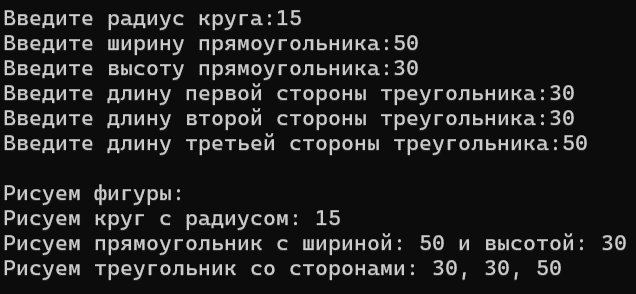 Введите радиус круга:15
Введите ширину прямоугольника:50
Введите высоту прямоугольника:30
Введите длину первой стороны треугольника:30
Введите длину второй стороны треугольника:30
Введите длину третьей стороны треугольника:50
Рисуем фигуры:
Рисуем круг с радиусом: 15
Рисуем прямоугольник с шириной: 50 и высотой: 30
Рисуем треугольник со сторонами: 30, 30, 50